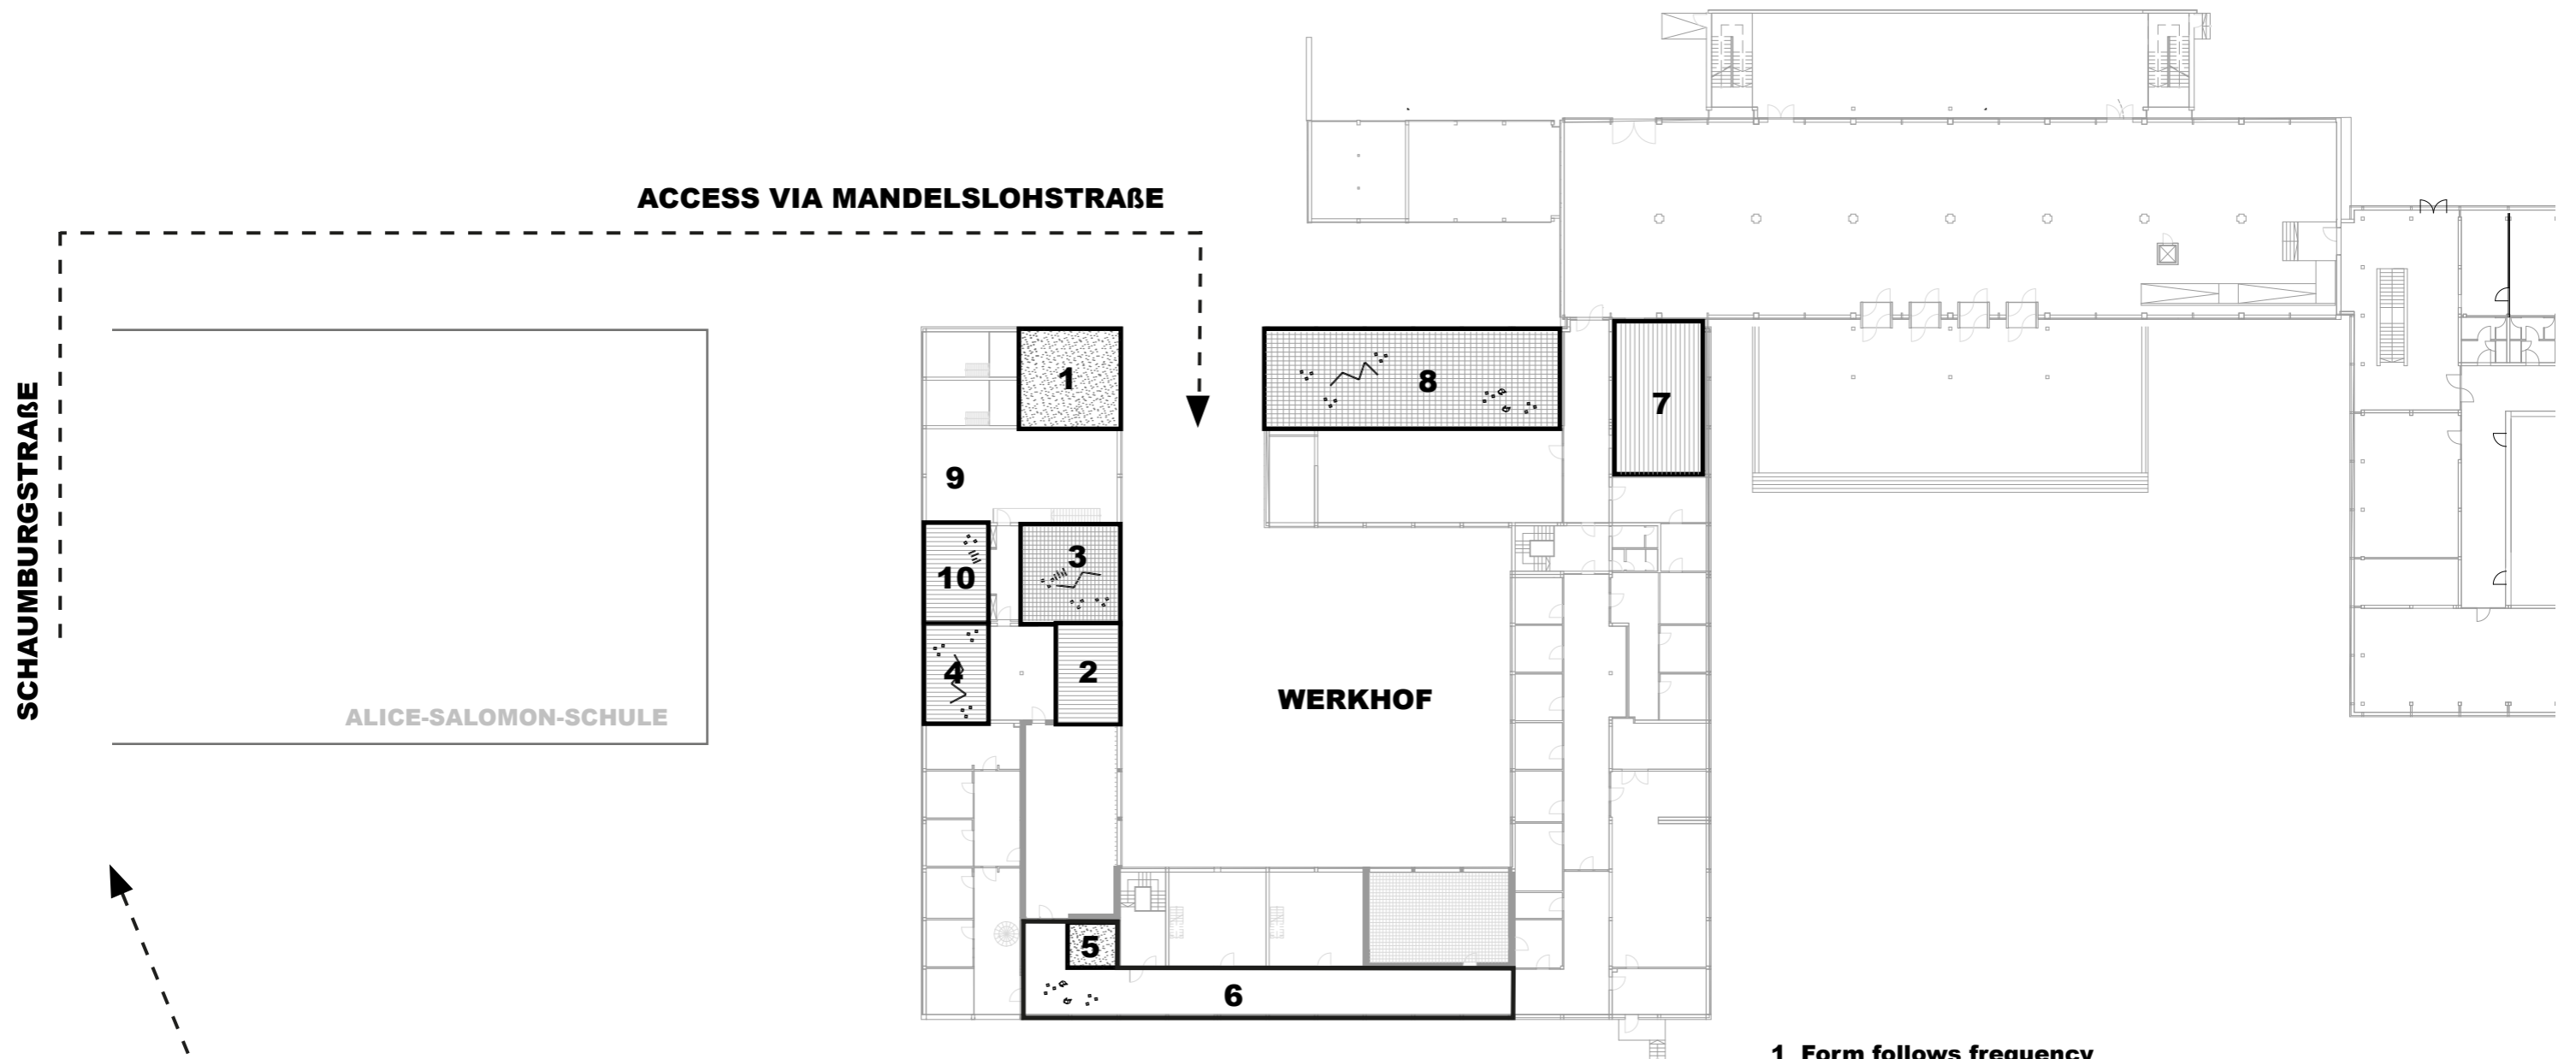 ACCESS VIA MANDELSLOHSTRAßE
SCHAUMBURGSTRAßE
1
8
7
9
3
10
4
2
WERKHOF
ALICE-SALOMON-SCHULE
5
6
1 Form follows frequency